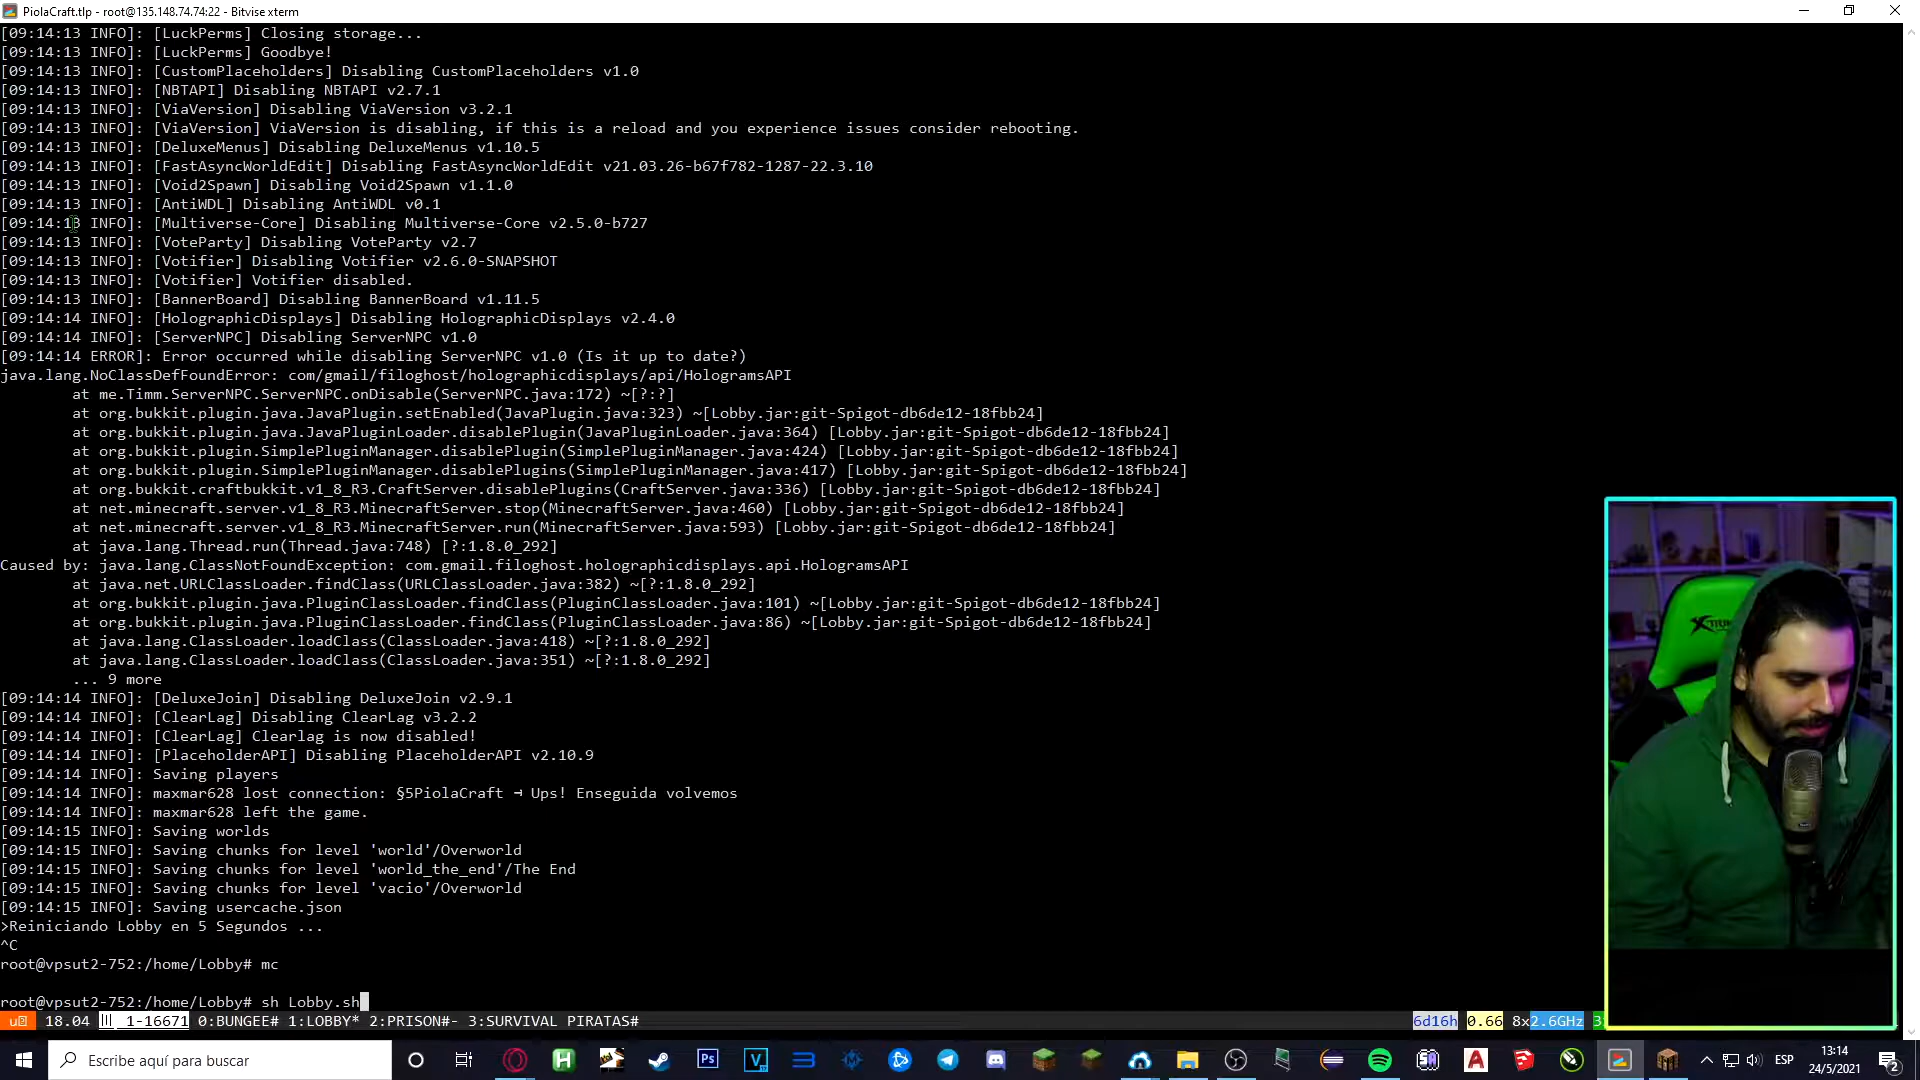 PiolaCraft.tlp - root@135.148.74.74:22 - Bitvise xterm
[09:14:13 INFO]: [LuckPerms] Closing storage...
[09:14:13 INFO]: [LuckPerms] Goodbye!
[09:14:13 INFO]: [CustomPlaceholders] Disabling CustomPlaceholders v1.0
[09:14:13 INFO]: [NBTAPI] Disabling NBTAPI v2.7.1
[09:14:13 INFO]: [ViaVersion] Disabling ViaVersion v3.2.1
[09:14:13 INFO]: [ViaVersion] ViaVersion is disabling, if this is a reload and you experience issues consider rebooting.
[09:14:13 INFO]: [DeluxeMenus] Disabling DeluxeMenus v1.10.5
[09:14:13 INFO]: [FastAsyncWorldEdit] Disabling FastAsyncWorldEdit v21.03.26-b67f782-1287-22.3.10
[09:14:13 INFO]: [Void2Spawn] Disabling Void2Spawn v1.1.0
[09:14:13 INFO]: [AntiWDL] Disabling AntiWDL v0.1
[09:14:13 INFO]: [Multiverse-Core] Disabling Multiverse-Core v2.5.0-b727
[09:14:13 INFO]: [VoteParty] Disabling VoteParty v2.7
[09:14:13 INFO]: [Votifier] Disabling Votifier v2.6.0-SNAPSHOT
[09:14:13 INFO]: [Votifier] Votifier disabled.
[09:14:13 INFO]: [BannerBoard] Disabling BannerBoard v1.11.5
[09:14:14 INFO]: [HolographicDisplays] Disabling HolographicDisplays v2.4.0
[09:14:14 INFO]: [ServerNPC] Disabling ServerNPC v1.0
[09:14:14 ERROR]: Error occurred while disabling ServerNPC v1.0 (Is it up to date?)
java.lang.NoClassDefFoundError: com/gmail/filoghost/holographicdisplays/api/HologramsAPI
at me.Timm.ServerNPC.ServerNPC.onDisable(ServerNPC.java:172) ~[?:?]
at org.bukkit.plugin.java.JavaPlugin.setEnabled(JavaPlugin.java:323) ~[Lobby.jar:git-Spigot-db6de12-18fbb24]
at org.bukkit.plugin.java.JavaPluginLoader.disablePlugin(JavaPluginLoader.java:364) [Lobby.jar:git-Spigot-db6de12-18fbb24]
at org.bukkit.plugin.SimplePluginManager.disablePlugin(SimplePluginManager.java:424) [Lobby.jar:git-Spigot-db6de12-18fbb24]
at org.bukkit.plugin.SimplePluginManager.disablePlugins(SimplePluginManager.java:417) [Lobby.jar:git-Spigot-db6de12-18fbb24]
at org.bukkit.craftbukkit.v1_8_R3.CraftServer.disablePlugins(CraftServer.java:336) [Lobby.jar:git-Spigot-db6de12-18fbb24]
at net.minecraft.server.v1_8_R3.MinecraftServer.stop(MinecraftServer.java:460) [Lobby.jar:git-Spigot-db6de12-18fbb24]
at net.minecraft.server.v1_8_R3.MinecraftServer.run(MinecraftServer.java:593) [Lobby.jar:git-Spigot-db6de12-18fbb24]
at java.lang.Thread.run(Thread.java:748) [?:1.8.0_292]
Caused by: java.lang.ClassNotFoundException: com.gmail.filoghost.holographicdisplays.api.HologramsAPI
at java.net.URLClassLoader.findClass(URLClassLoader.java:382) ~[?:1.8.0_292]
at org.bukkit.plugin.java.PluginClassLoader.findClass(PluginClassLoader.java:101) ~[Lobby.jar:git-Spigot-db6de12-18fbb24]
at org.bukkit.plugin.java.PluginClassLoader.findClass(PluginClassLoader.java:86) ~[Lobby.jar:git-Spigot-db6de12-18fbb24]
at java.lang.ClassLoader.loadClass(ClassLoader.java:418) ~[?:1.8.0_292]
at java.lang.ClassLoader.loadClass(ClassLoader.java:351) ~[?:1.8.0_292]
... 9 more
[09:14:14 INFO]: [DeluxeJoin] Disabling DeluxeJoin v2.9.1
[09:14:14 INFO]: [ClearLag] Disabling ClearLag v3.2.2
[09:14:14 INFO]: [ClearLag] Clearlag is now disabled!
[09:14:14 INFO]: [PlaceholderAPI] Disabling PlaceholderAPI v2.10.9
[09:14:14 INFO]: Saving players
[09:14:14 INFO]: maxmar628 lost connection: §5PiolaCraft → Ups! Enseguida volvemos
[09:14:14 INFO]: maxmar628 left the game.
[09:14:15 INFO]: Saving worlds
[09:14:15 INFO]: Saving chunks for level 'world'/Overworld
[09:14:15 INFO]: Saving chunks for level 'world_the_end'/The End
[09:14:15 INFO]: Saving chunks for level 'vacio'/Overworld
[09:14:15 INFO]: Saving usercache.json
>Reiniciando Lobby en 5 Segundos ...
^C
root@vpsut2-752:/home/Lobby# mc
root@vpsut2-752:/home/Lobby# sh Lobby.sh
18.04 1-16671 0:BUNGEE# 1:LOBBY* 2:PRISON#- 3:SURVIVAL PIRATAS# 6d16h 0.66 8x2.6GHz
Escribe aquí para buscar
ESP
13:14
24/5/2021
2